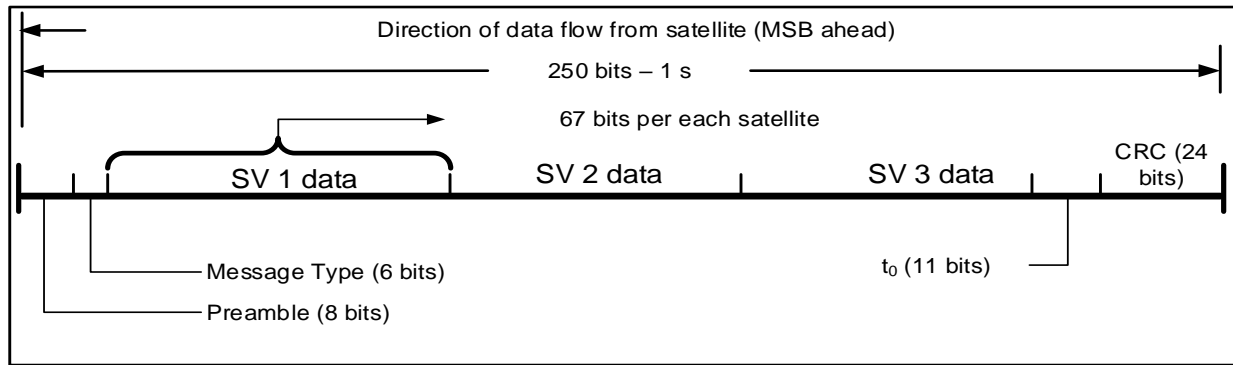 Direction of data flow from satellite (MSB ahead)
250 bits – 1 s
67 bits per each satellite
SV 1 data
SV 2 data
SV 3 data
CRC (24
bits)
Message Type (6 bits)
t₀ (11 bits)
Preamble (8 bits)